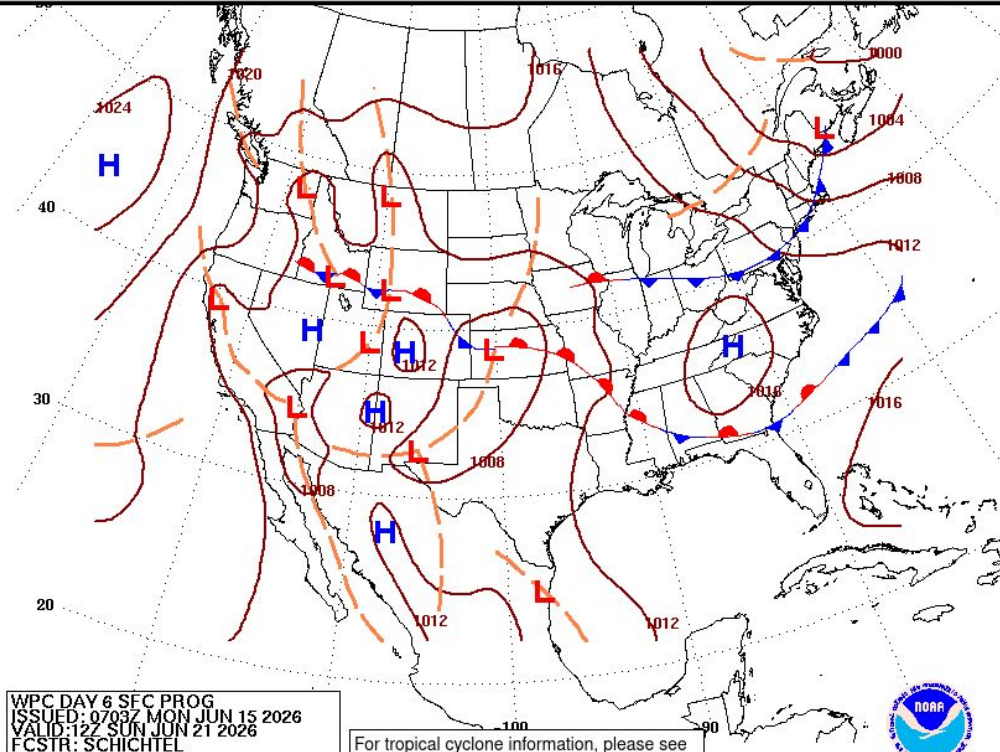 1020
1016
1000
1024
1004
H
L
40
L
L
1008
1012
L
L
L
H
L
H
L
H
1012
30
L
H
1016
1016
1012
L
1008
1008
H
20
L
1012
1012
WPC DAY 6 SFC PROG
ISSUED: 0703Z MON JUN 15 2026
VALID:12Z SUN JUN 21 2026
FCSTR: SCHICHTEL
-100
-90
NOAA
For tropical cyclone information, please see